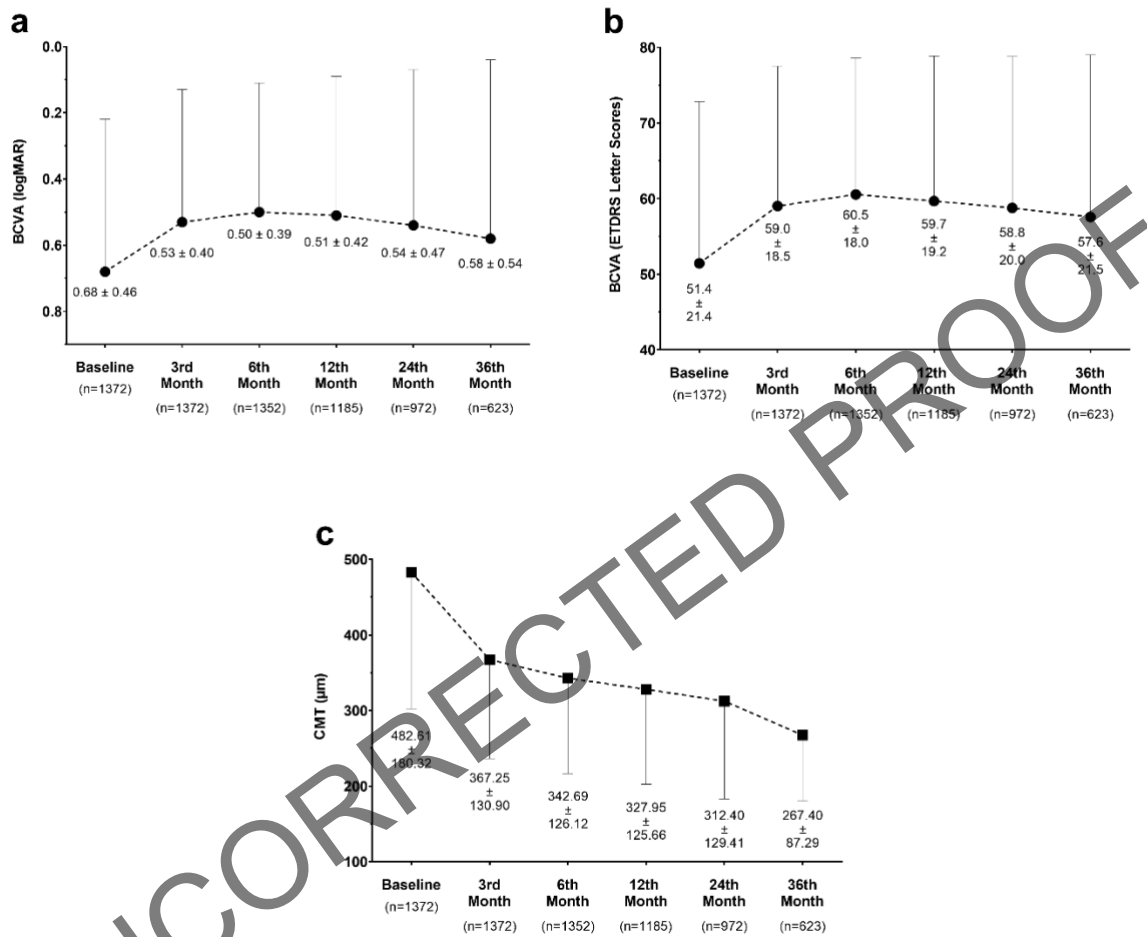 a
BCVA (logMAR)
0.0
0.2
0.4
0.6
0.8
0.68 ± 0.46
0.53 ± 0.40
0.50 ± 0.39
0.51 ± 0.42
0.54 ± 0.47
0.58 ± 0.54
Baseline
(n=1372)
3rd
Month
(n=1372)
6th
Month
(n=1352)
12th
Month
(n=1185)
24th
Month
(n=972)
36th
Month
(n=623)
b
BCVA (ETDRS Letter Scores)
80
70
60
50
40
51.4
±
21.4
59.0
±
18.5
60.5
±
18.0
59.7
±
19.2
58.8
±
20.0
57.6
±
21.5
Baseline
(n=1372)
3rd
Month
(n=1372)
6th
Month
(n=1352)
12th
Month
(n=1185)
24th
Month
(n=972)
36th
Month
(n=623)
c
CMT (µm)
500
400
300
200
100
482.61
±
180.32
367.25
±
130.90
342.69
±
126.12
327.95
±
125.66
312.40
±
129.41
267.40
±
87.29
Baseline
(n=1372)
3rd
Month
(n=1372)
6th
Month
(n=1352)
12th
Month
(n=1185)
24th
Month
(n=972)
36th
Month
(n=623)
NCORRECTED PROOF